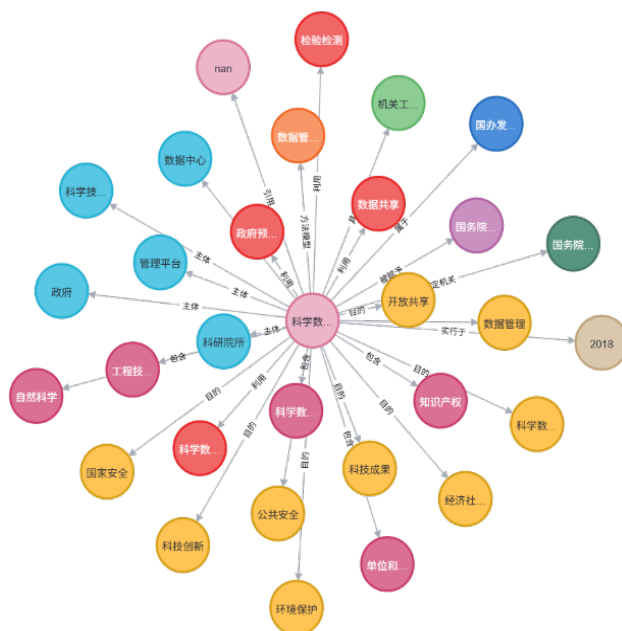 检验检测
nan
机关工...
国办发...
数据管...
数据中心
利用
科学技...
引用
数据共享
国务院...
政府预...
方法模型
属于
国务院...
主体
管理平台
利用
利用
被赋予
定机关
政府
主体
主体
目的
开放共享
科学数...
数据管理
实行于
2018
科研院所
主体
包含
工程技...
包含
包含
目的
自然科学
目的
利用
科学数...
目的
知识产权
科学数...
目的
目的
科学数...
包含
国家安全
目的
科技成果
经济社...
公共安全
科技创新
单位和...
环境保护